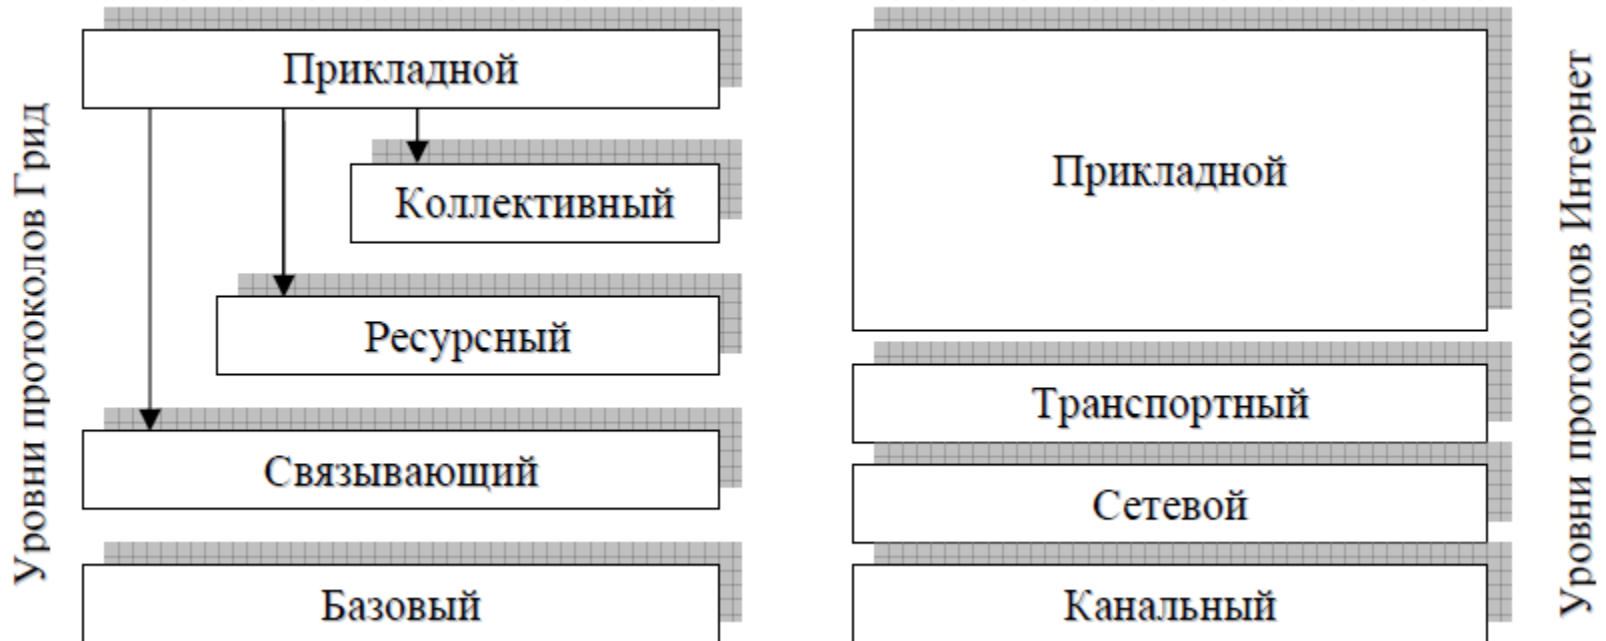 Уровни протоколов Грид
Прикладной
Коллективный
Ресурсный
Связывающий
Базовый
Прикладной
Транспортный
Сетевой
Канальный
Уровни протоколов Интернет